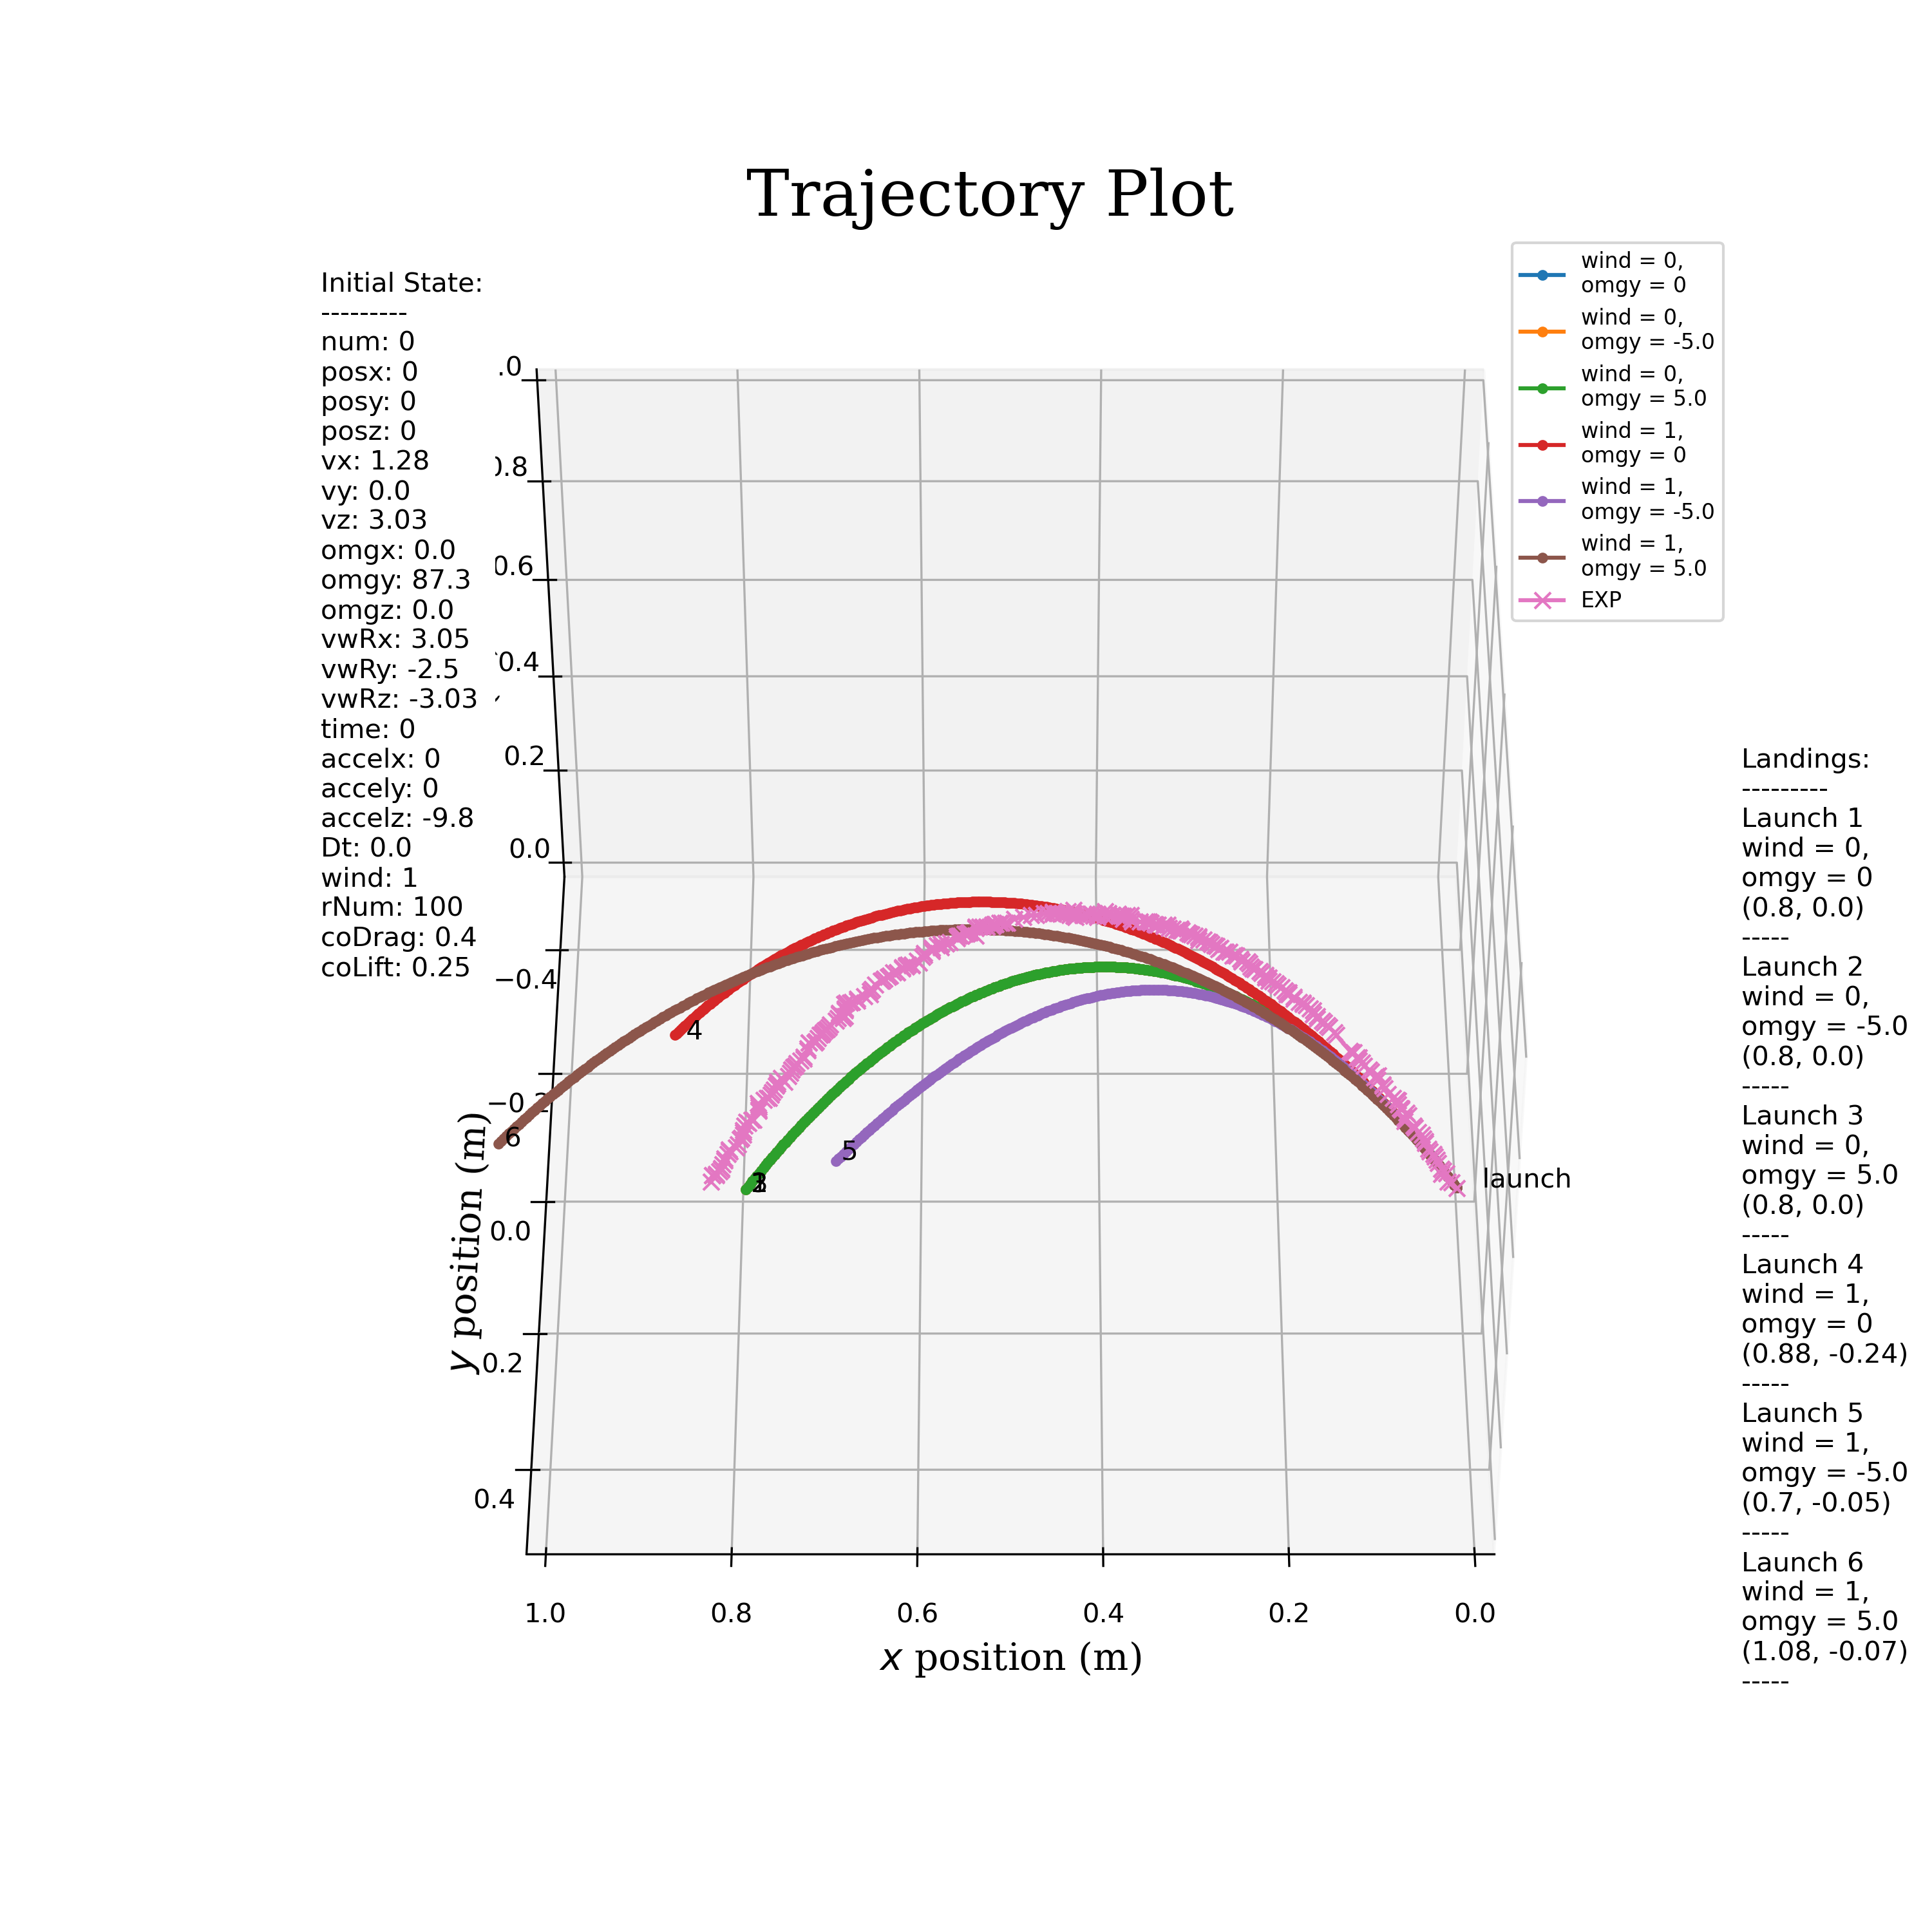 Trajectory Plot
Initial State:
---------
num: 0
posx: 0
posy: 0
posz: 0
vx: 1.28
vy: 0.0
vz: 3.03
omgx: 0.0
omgy: 87.3
omgz: 0.0
vwRx: 3.05
vwRy: -2.5
vwRz: -3.03
time: 0
accelx: 0
accely: 0
accelz: -9.8
Dt: 0.0
wind: 1
rNum: 100
coDrag: 0.4
coLift: 0.25
wind = 0,
omgy = 0
wind = 0,
omgy = -5.0
wind = 0,
omgy = 5.0
wind = 1,
omgy = 0
wind = 1,
omgy = -5.0
wind = 1,
omgy = 5.0
EXP
.0
0.8
0.6
0.4
0.2
0.0
−0.4
−0.2
0.0
0.2
0.4
y position (m)
4
6
5
launch
1.0 0.8 0.6 0.4 0.2 0.0
x position (m)
Landings:
---------
Launch 1
wind = 0,
omgy = 0
(0.8, 0.0)
-----
Launch 2
wind = 0,
omgy = -5.0
(0.8, 0.0)
-----
Launch 3
wind = 0,
omgy = 5.0
(0.8, 0.0)
-----
Launch 4
wind = 1,
omgy = 0
(0.88, -0.24)
-----
Launch 5
wind = 1,
omgy = -5.0
(0.7, -0.05)
-----
Launch 6
wind = 1,
omgy = 5.0
(1.08, -0.07)
-----